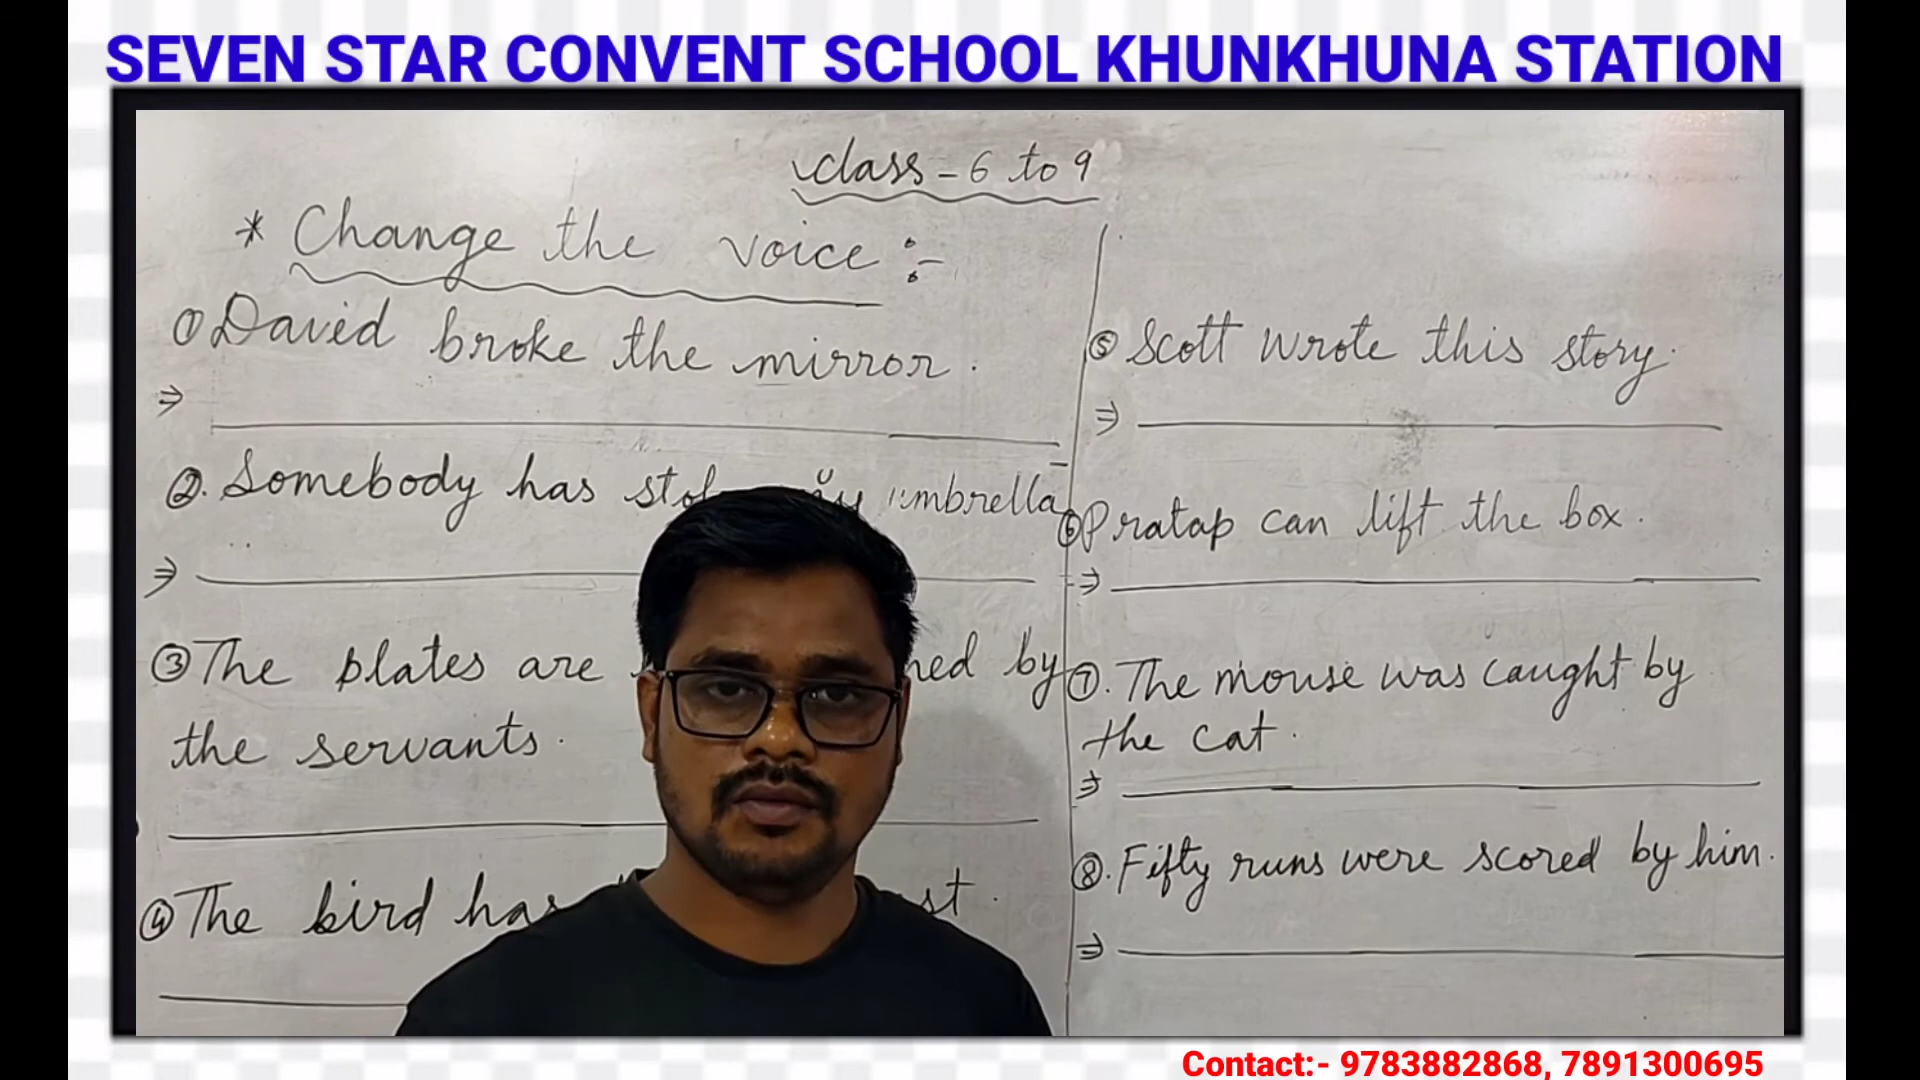 SEVEN STAR CONVENT SCHOOL KHUNKHUNA STATION
class - 6 to 9
* Change the voice :-
① David broke the mirror.
⇒
②. Somebody has my umbrella
⇒
③ The plates are by
the servants.
④ The bird has
⑤ Scott wrote this story.
⇒
⑥ Pratap can lift the box.
⇒
⑦. The mouse was caught by
the cat.
⇒
⑧. Fifty runs were scored by him.
⇒
Contact:- 9783882868, 7891300695